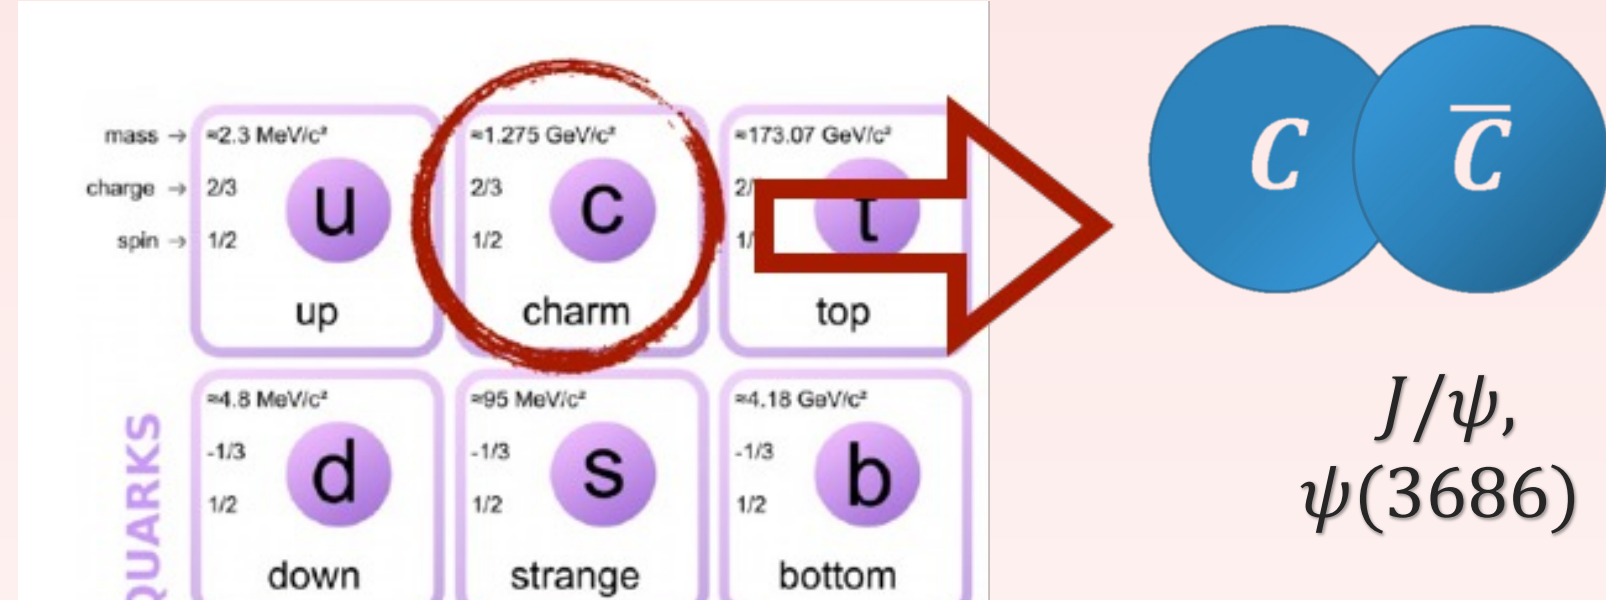 mass → ≈2.3 MeV/c² ≈1.275 GeV/c² ≈173.07 GeV/c²
charge → 2/3 2/3 2/
spin → 1/2 1/2 1/
u c t
up charm top
≈4.8 MeV/c² ≈95 MeV/c² ≈4.18 GeV/c²
-1/3 -1/3 -1/3
1/2 1/2 1/2
d s b
down strange bottom
QUARKS
C C̅
J/ψ,
ψ(3686)